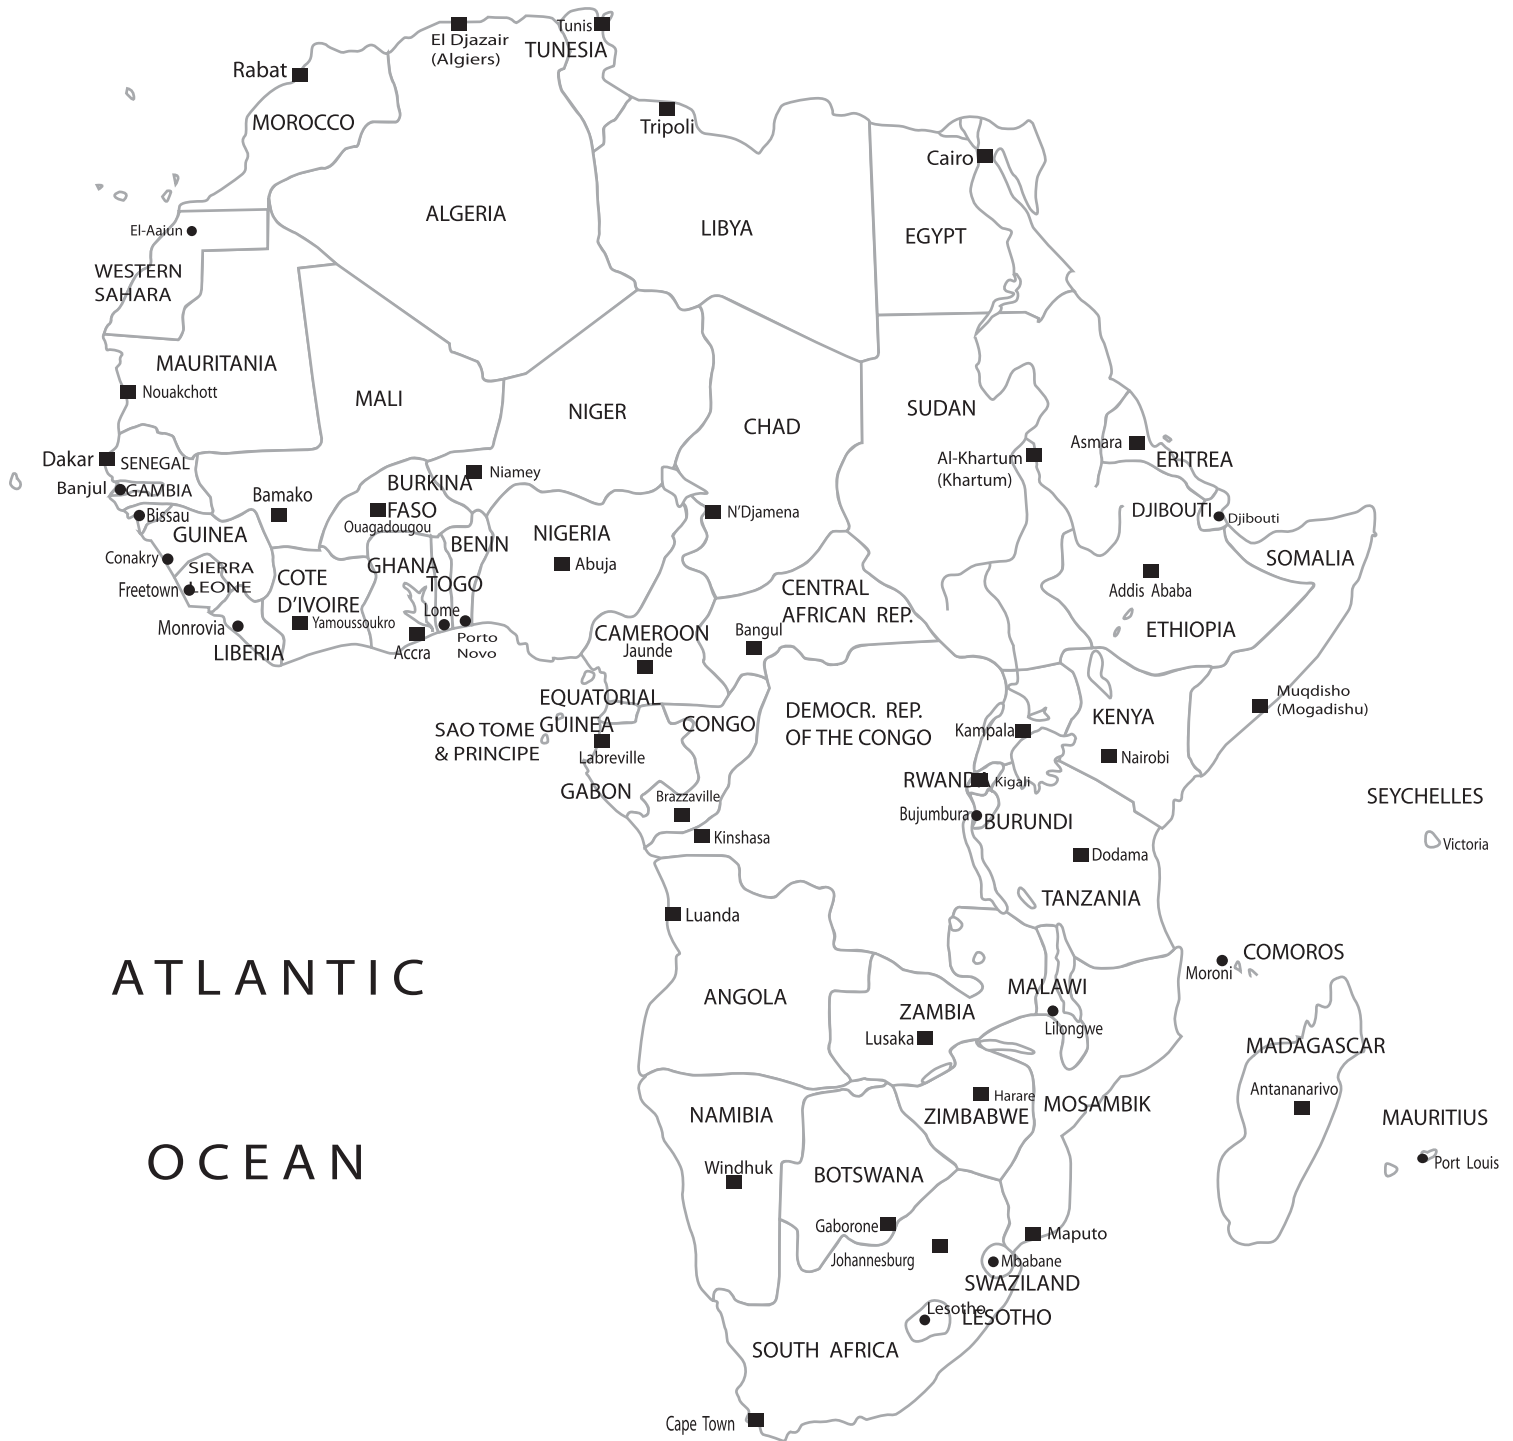 Tunis
El Djazair
(Algiers)
TUNESIA
Rabat
MOROCCO
Tripoli
Cairo
ALGERIA
LIBYA
EGYPT
El-Aaiun
WESTERN
SAHARA
MAURITANIA
Nouakchott
MALI
NIGER
CHAD
SUDAN
Al-Khartum
(Khartum)
Asmara
ERITREA
Dakar
SENEGAL
Banjul
GAMBIA
Bissau
GUINEA
Bamako
BURKINA
FASO
Ouagadougou
Niamey
N'Djamena
DJIBOUTI
Djibouti
SOMALIA
Conakry
SIERRA
LEONE
Freetown
COTE
D'IVOIRE
Yamoussoukro
GHANA
TOGO
BENIN
NIGERIA
Abuja
Lome
Porto
Novo
Accra
Monrovia
LIBERIA
CENTRAL
AFRICAN REP.
Bangul
CAMEROON
Jaunde
Addis Ababa
ETHIOPIA
EQUATORIAL
GUINEA
SAO TOME
& PRINCIPE
Labreville
GABON
CONGO
Brazzaville
Kinshasa
DEMOCR. REP.
OF THE CONGO
Kampala
KENYA
Nairobi
Muqdisho
(Mogadishu)
RWANDA
Kigali
Bujumbura
BURUNDI
Dodama
TANZANIA
SEYCHELLES
Victoria
Luanda
ANGOLA
ATLANTIC
OCEAN
ZAMBIA
Lusaka
MALAWI
Lilongwe
COMOROS
Moroni
MADAGASCAR
Antananarivo
MAURITIUS
Port Louis
NAMIBIA
Windhuk
Harare
ZIMBABWE
MOSAMBIK
BOTSWANA
Gaborone
Johannesburg
Maputo
Mbabane
SWAZILAND
Lesotho
LESOTHO
SOUTH AFRICA
Cape Town